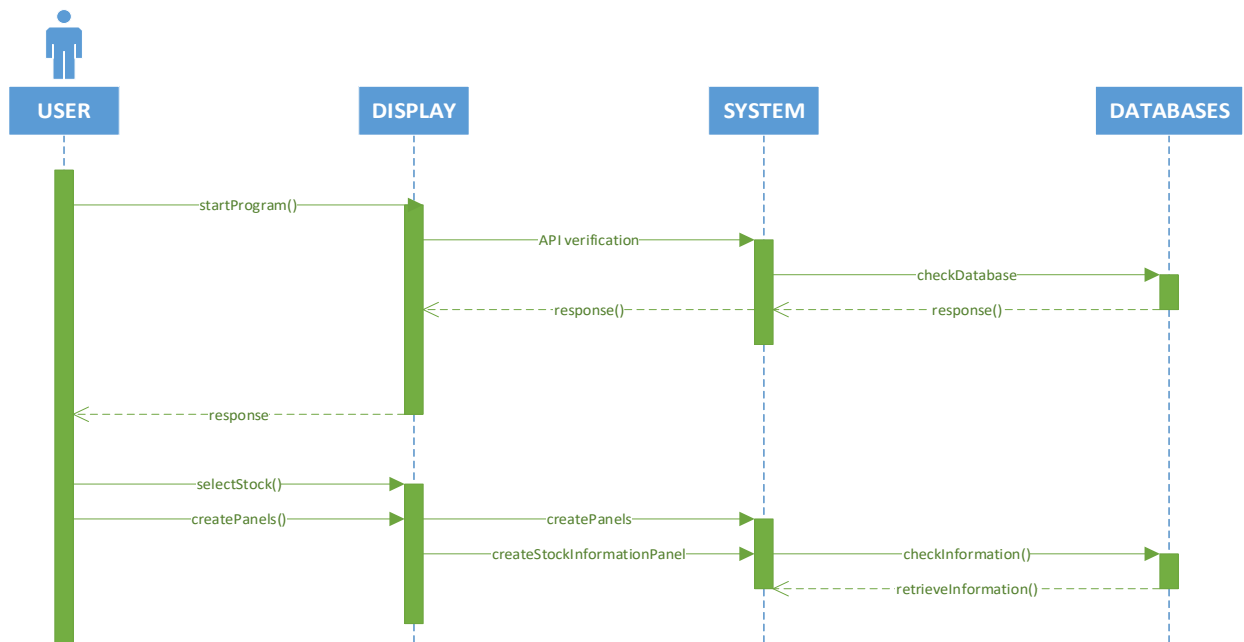 USER
DISPLAY
SYSTEM
DATABASES
startProgram()
API verification
checkDatabase
response()
response()
response
selectStock()
createPanels()
createPanels
createStockInformationPanel
checkInformation()
retrieveInformation()